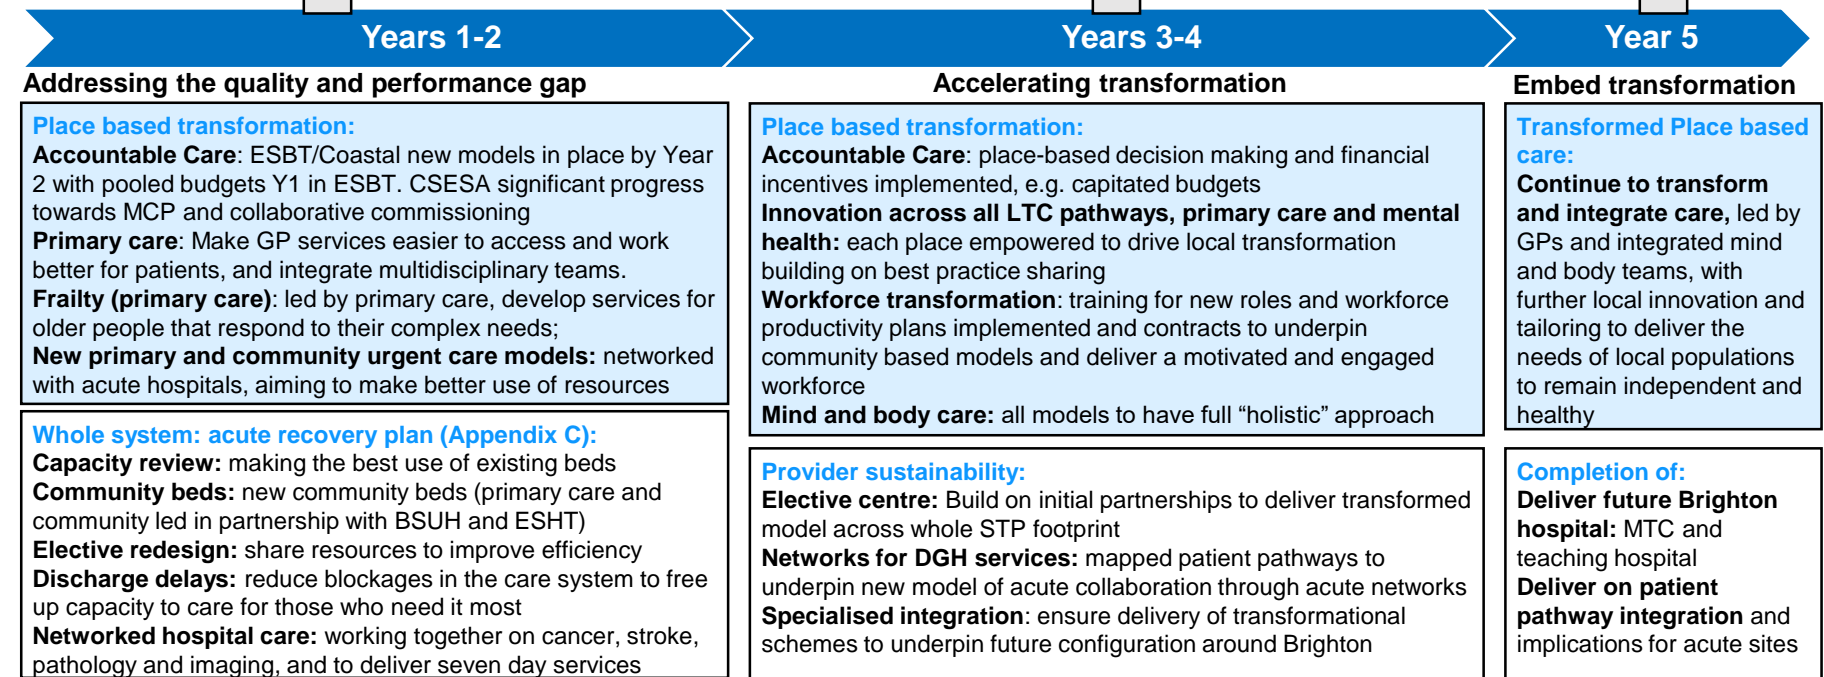 Years 1-2
Years 3-4
Year 5
Addressing the quality and performance gap
Place based transformation:
Accountable Care: ESBT/Coastal new models in place by Year
2 with pooled budgets Y1 in ESBT. CSESA significant progress
towards MCP and collaborative commissioning
Primary care: Make GP services easier to access and work
better for patients, and integrate multidisciplinary teams.
Frailty (primary care): led by primary care, develop services for
older people that respond to their complex needs;
New primary and community urgent care models: networked
with acute hospitals, aiming to make better use of resources
Whole system: acute recovery plan (Appendix C):
Capacity review: making the best use of existing beds
Community beds: new community beds (primary care and
community led in partnership with BSUH and ESHT)
Elective redesign: share resources to improve efficiency
Discharge delays: reduce blockages in the care system to free
up capacity to care for those who need it most
Networked hospital care: working together on cancer, stroke,
pathology and imaging, and to deliver seven day services
Accelerating transformation
Place based transformation:
Accountable Care: place-based decision making and financial
incentives implemented, e.g. capitated budgets
Innovation across all LTC pathways, primary care and mental
health: each place empowered to drive local transformation
building on best practice sharing
Workforce transformation: training for new roles and workforce
productivity plans implemented and contracts to underpin
community based models and deliver a motivated and engaged
workforce
Mind and body care: all models to have full “holistic” approach
Provider sustainability:
Elective centre: Build on initial partnerships to deliver transformed
model across whole STP footprint
Networks for DGH services: mapped patient pathways to
underpin new model of acute collaboration through acute networks
Specialised integration: ensure delivery of transformational
schemes to underpin future configuration around Brighton
Embed transformation
Transformed Place based
care:
Continue to transform
and integrate care, led by
GPs and integrated mind
and body teams, with
further local innovation and
tailoring to deliver the
needs of local populations
to remain independent and
healthy
Completion of:
Deliver future Brighton
hospital: MTC and
teaching hospital
Deliver on patient
pathway integration and
implications for acute sites